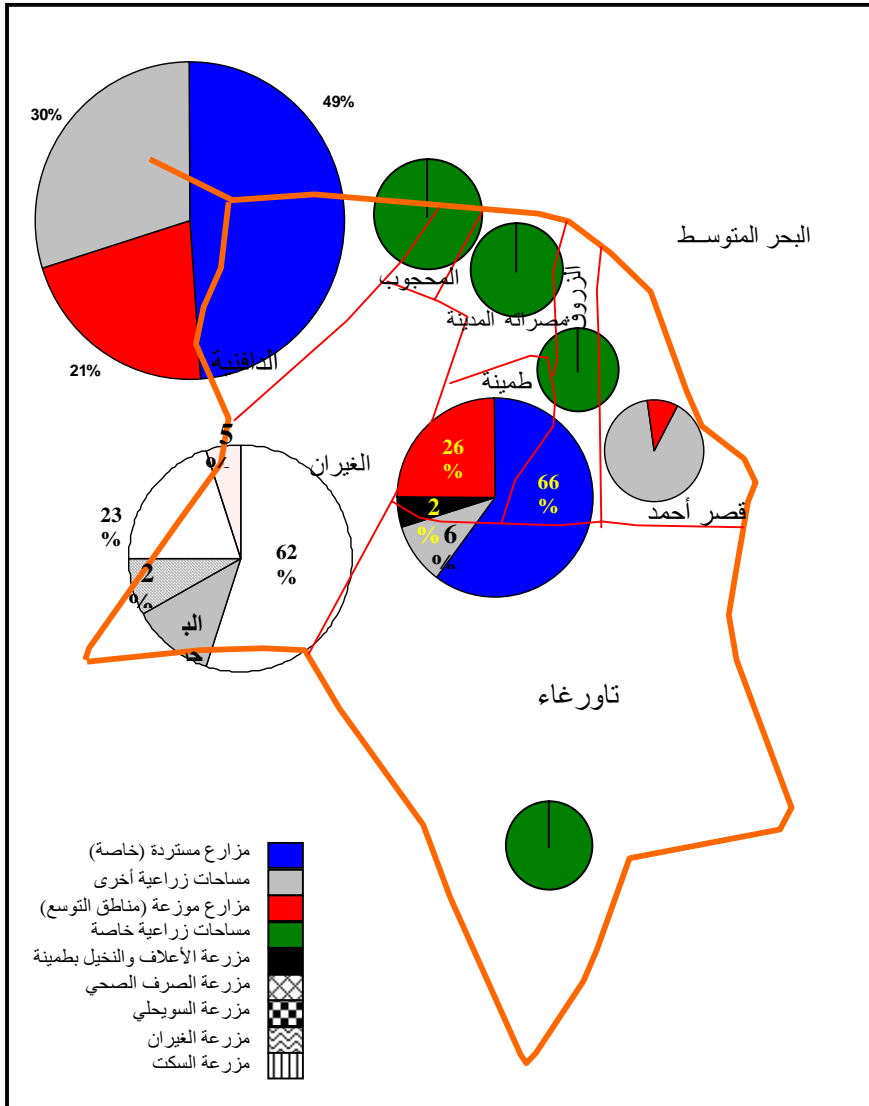 49%
30%
البحر المتوسط
المحجوب
الزروق
مصراته المدينة
21%
الدافنية
طمينة
5
%
الغيران
26
%
66
%
23
%
62
%
2
%
6
%
قصر أحمد
2
%
تاورغاء
مزارع مستردة (خاصة)
مساحات زراعية أخرى
مزارع موزعة (مناطق التوسع)
مساحات زراعية خاصة
مزرعة الأعلاف والنخيل بطمينة
مزرعة الصرف الصحي
مزرعة السويحلي
مزرعة الغيران
مزرعة السكت